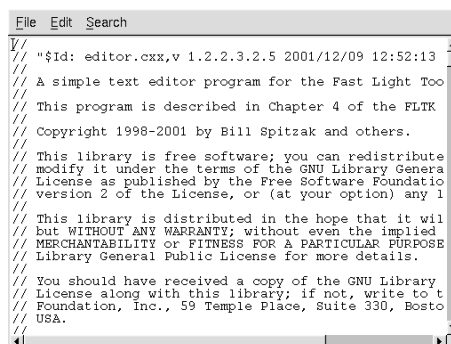 File Edit Search
//
// "$Id: editor.cxx,v 1.2.2.3.2.5 2001/12/09 12:52:13
//
// A simple text editor program for the Fast Light Too
//
// This program is described in Chapter 4 of the FLTK
//
// Copyright 1998-2001 by Bill Spitzak and others.
//
// This library is free software; you can redistribute
// modify it under the terms of the GNU Library Genera
// License as published by the Free Software Foundatio
// version 2 of the License, or (at your option) any l
//
// This library is distributed in the hope that it wil
// but WITHOUT ANY WARRANTY; without even the implied
// MERCHANTABILITY or FITNESS FOR A PARTICULAR PURPOSE
// Library General Public License for more details.
//
// You should have received a copy of the GNU Library
// License along with this library; if not, write to t
// Foundation, Inc., 59 Temple Place, Suite 330, Bosto
// USA.
//